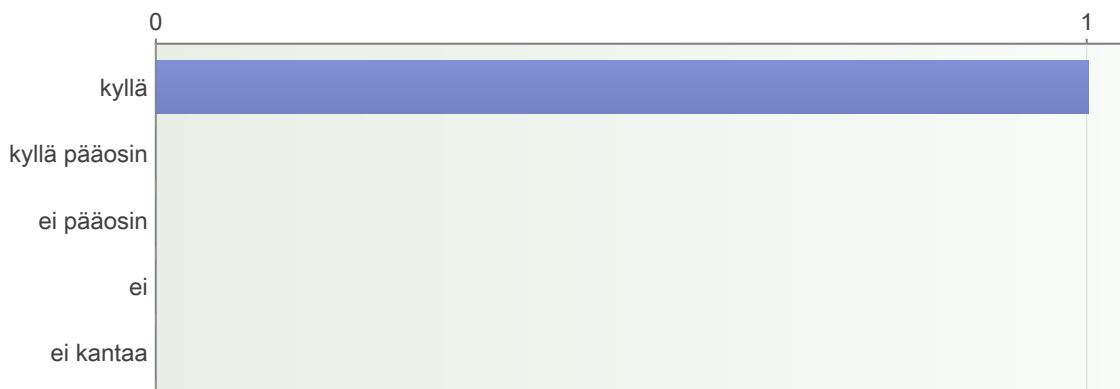 0 1
kyllä
kyllä pääosin
ei pääosin
ei
ei kantaa